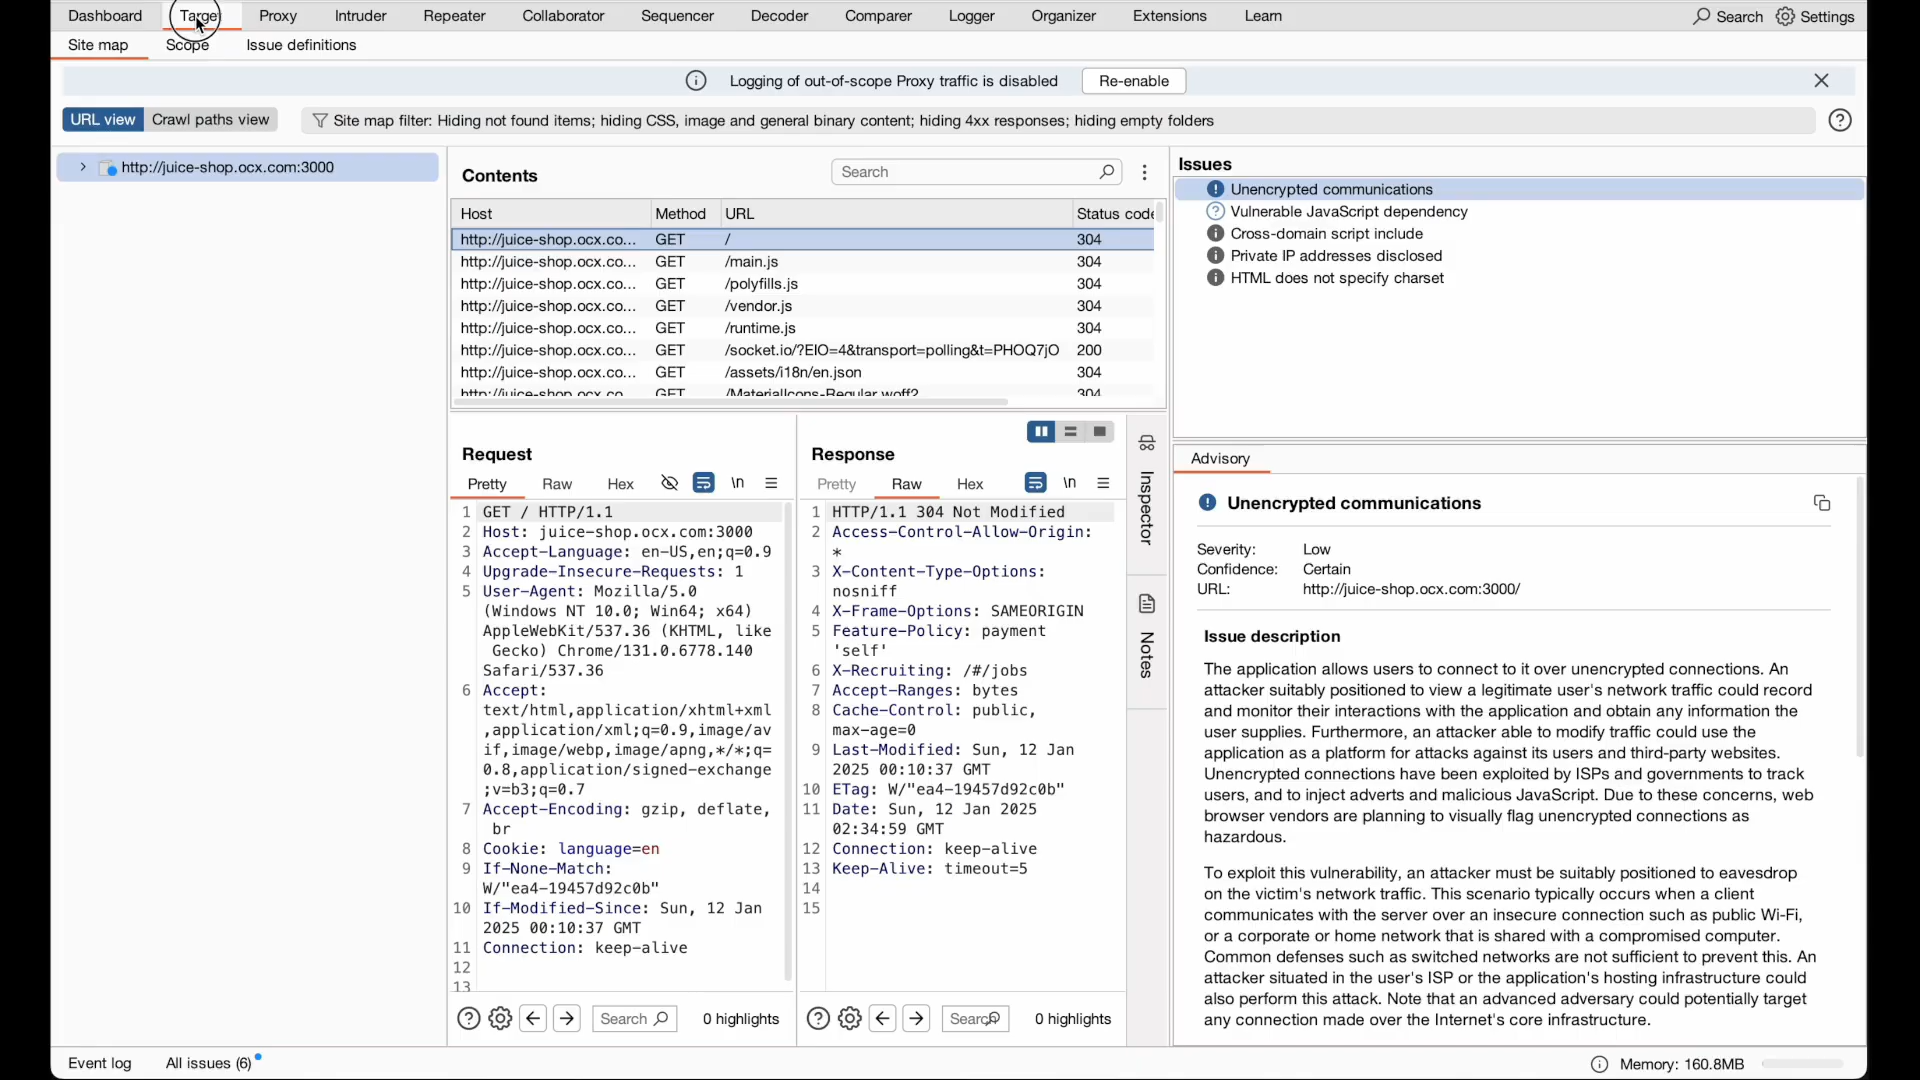 Dashboard Target Proxy Intruder Repeater Collaborator Sequencer Decoder Comparer Logger Organizer Extensions Learn Search Settings
Site map Scope Issue definitions
Logging of out-of-scope Proxy traffic is disabled Re-enable
URL view Crawl paths view Site map filter: Hiding not found items; hiding CSS, image and general binary content; hiding 4xx responses; hiding empty folders
http://juice-shop.ocx.com:3000
Contents Search
Host Method URL Status code
http://juice-shop.ocx.co... GET / 304
http://juice-shop.ocx.co... GET /main.js 304
http://juice-shop.ocx.co... GET /polyfills.js 304
http://juice-shop.ocx.co... GET /vendor.js 304
http://juice-shop.ocx.co... GET /runtime.js 304
http://juice-shop.ocx.co... GET /socket.io/?EIO=4&transport=polling&t=PHOQ7jO 200
http://juice-shop.ocx.co... GET /assets/i18n/en.json 304
http://juice-shop.ocx.co... GET /MaterialIcons-Regular.woff2 304
Request
Pretty Raw Hex \n
1 GET / HTTP/1.1
2 Host: juice-shop.ocx.com:3000
3 Accept-Language: en-US,en;q=0.9
4 Upgrade-Insecure-Requests: 1
5 User-Agent: Mozilla/5.0
(Windows NT 10.0; Win64; x64)
AppleWebKit/537.36 (KHTML, like
Gecko) Chrome/131.0.6778.140
Safari/537.36
6 Accept:
text/html,application/xhtml+xml
,application/xml;q=0.9,image/av
if,image/webp,image/apng,*/*;q=
0.8,application/signed-exchange
;v=b3;q=0.7
7 Accept-Encoding: gzip, deflate,
br
8 Cookie: language=en
9 If-None-Match:
W/"ea4-19457d92c0b"
10 If-Modified-Since: Sun, 12 Jan
2025 00:10:37 GMT
11 Connection: keep-alive
12
13
Search 0 highlights
Response
Pretty Raw Hex \n
1 HTTP/1.1 304 Not Modified
2 Access-Control-Allow-Origin:
*
3 X-Content-Type-Options:
nosniff
4 X-Frame-Options: SAMEORIGIN
5 Feature-Policy: payment
'self'
6 X-Recruiting: /#/jobs
7 Accept-Ranges: bytes
8 Cache-Control: public,
max-age=0
9 Last-Modified: Sun, 12 Jan
2025 00:10:37 GMT
10 ETag: W/"ea4-19457d92c0b"
11 Date: Sun, 12 Jan 2025
02:34:59 GMT
12 Connection: keep-alive
13 Keep-Alive: timeout=5
14
15
Search 0 highlights
Inspector
Notes
Issues
Unencrypted communications
Vulnerable JavaScript dependency
Cross-domain script include
Private IP addresses disclosed
HTML does not specify charset
Advisory
Unencrypted communications
Severity: Low
Confidence: Certain
URL: http://juice-shop.ocx.com:3000/
Issue description
The application allows users to connect to it over unencrypted connections. An
attacker suitably positioned to view a legitimate user's network traffic could record
and monitor their interactions with the application and obtain any information the
user supplies. Furthermore, an attacker able to modify traffic could use the
application as a platform for attacks against its users and third-party websites.
Unencrypted connections have been exploited by ISPs and governments to track
users, and to inject adverts and malicious JavaScript. Due to these concerns, web
browser vendors are planning to visually flag unencrypted connections as
hazardous.
To exploit this vulnerability, an attacker must be suitably positioned to eavesdrop
on the victim's network traffic. This scenario typically occurs when a client
communicates with the server over an insecure connection such as public Wi-Fi,
or a corporate or home network that is shared with a compromised computer.
Common defenses such as switched networks are not sufficient to prevent this. An
attacker situated in the user's ISP or the application's hosting infrastructure could
also perform this attack. Note that an advanced adversary could potentially target
any connection made over the Internet's core infrastructure.
Event log All issues (6) Memory: 160.8MB